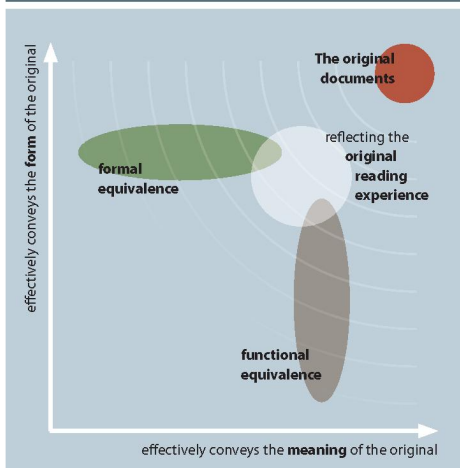 The original
documents
reflecting the
original
reading
experience
formal
equivalence
functional
equivalence
effectively conveys the form of the original
effectively conveys the meaning of the original